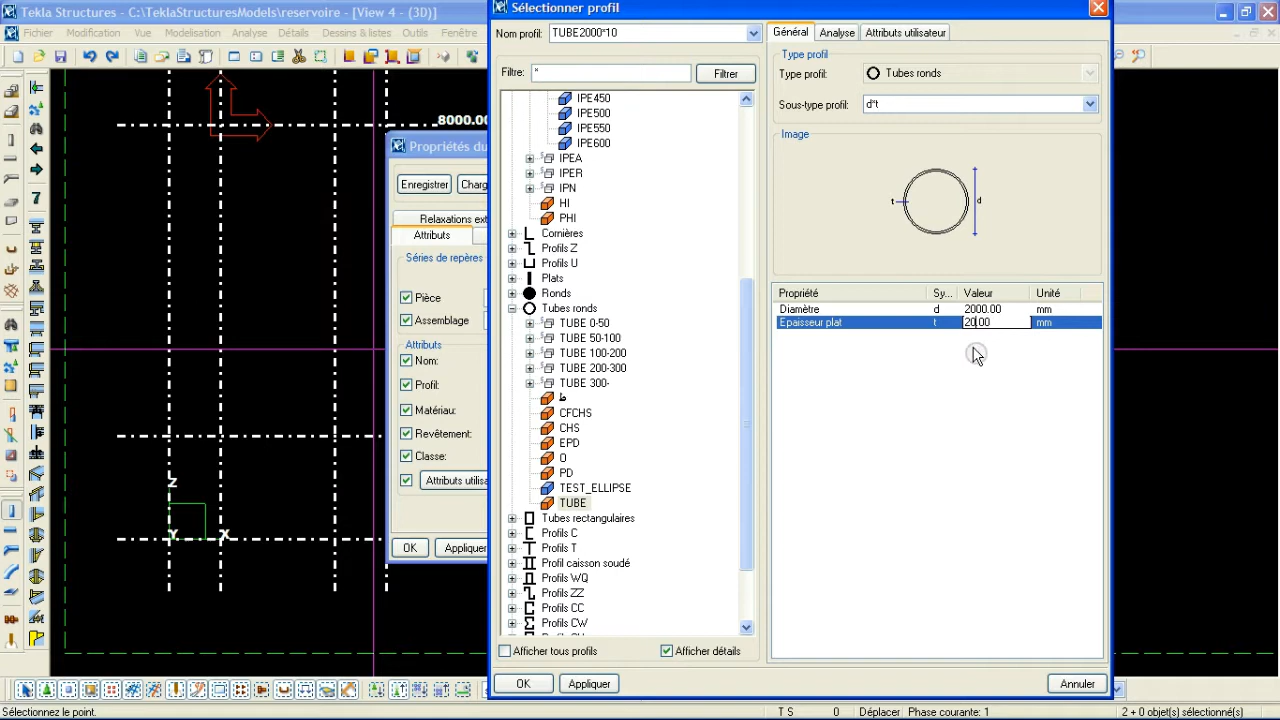 Tekla Structures - C:\TeklaStructuresModels\reservoire - [View 4 - (3D)]
Fichier Modification Vue Modélisation Analyse Détails Dessins & listes Outils Fenêtre
Sélectionner profil
Nom profil: TUBE2000*10
Filtre: * Filtrer
IPE450
IPE500
IPE550
IPE600
IPEA
IPER
IPN
HI
PHI
Cornières
Profils Z
Profils U
Plats
Ronds
Tubes ronds
TUBE 0-50
TUBE 50-100
TUBE 100-200
TUBE 200-300
TUBE 300-
CFCHS
CHS
EPD
O
PD
TEST_ELLIPSE
TUBE
Tubes rectangulaires
Profils C
Profils T
Profil caisson soudé
Profils WQ
Profils ZZ
Profils CC
Profils CW
Afficher tous profils Afficher détails
OK Appliquer Annuler
Général Analyse Attributs utilisateur
Type profil
Type profil: Tubes ronds
Sous-type profil: d*t
Image
t d
Propriété Sy... Valeur Unité
Diamètre d 2000.00 mm
Epaisseur plat t 20.00 mm
8000.00
Propriétés du
Enregistrer Charg
Relaxations ext
Attributs
Séries de repères
Pièce
Assemblage
Attributs
Nom:
Profil:
Matériau:
Revêtement:
Classe:
Attributs utilisa
OK Appliquer
Z
Y X
Sélectionnez le point. T S 0 Déplacer Phase courante: 1 2 + 0 objet(s) sélectionné(s)